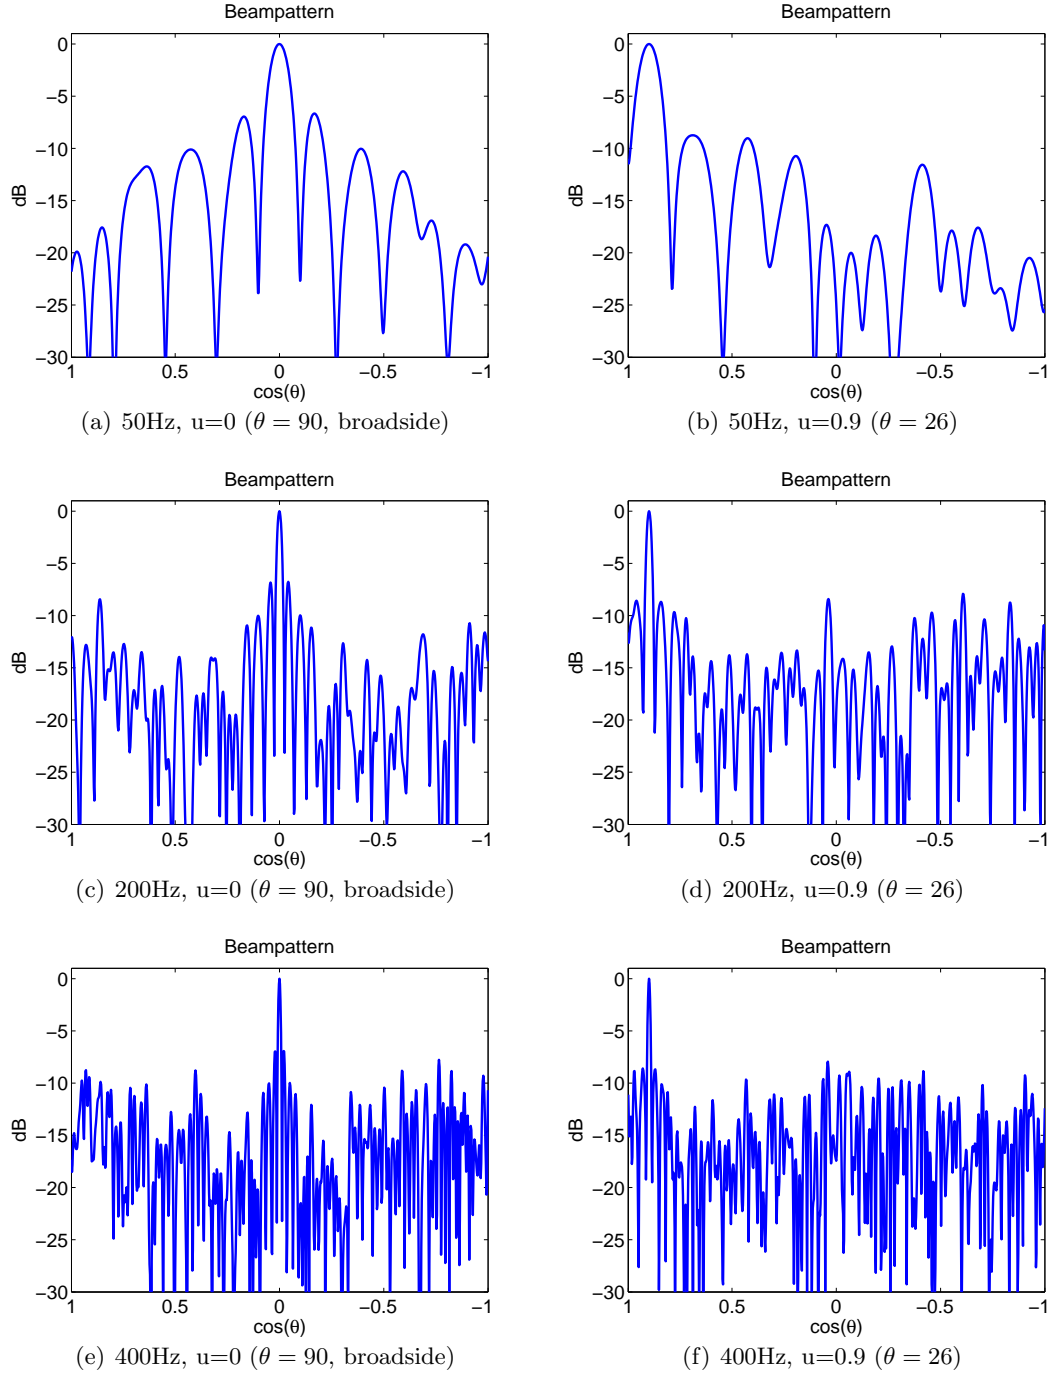 Beampattern
0
−5
−10
−15
−20
−25
−30
dB
1 0.5 0 −0.5 −1
cos(θ)
(a) 50Hz, u=0 (θ = 90, broadside)
Beampattern
0
−5
−10
−15
−20
−25
−30
dB
1 0.5 0 −0.5 −1
cos(θ)
(b) 50Hz, u=0.9 (θ = 26)
Beampattern
0
−5
−10
−15
−20
−25
−30
dB
1 0.5 0 −0.5 −1
cos(θ)
(c) 200Hz, u=0 (θ = 90, broadside)
Beampattern
0
−5
−10
−15
−20
−25
−30
dB
1 0.5 0 −0.5 −1
cos(θ)
(d) 200Hz, u=0.9 (θ = 26)
Beampattern
0
−5
−10
−15
−20
−25
−30
dB
1 0.5 0 −0.5 −1
cos(θ)
(e) 400Hz, u=0 (θ = 90, broadside)
Beampattern
0
−5
−10
−15
−20
−25
−30
dB
1 0.5 0 −0.5 −1
cos(θ)
(f) 400Hz, u=0.9 (θ = 26)